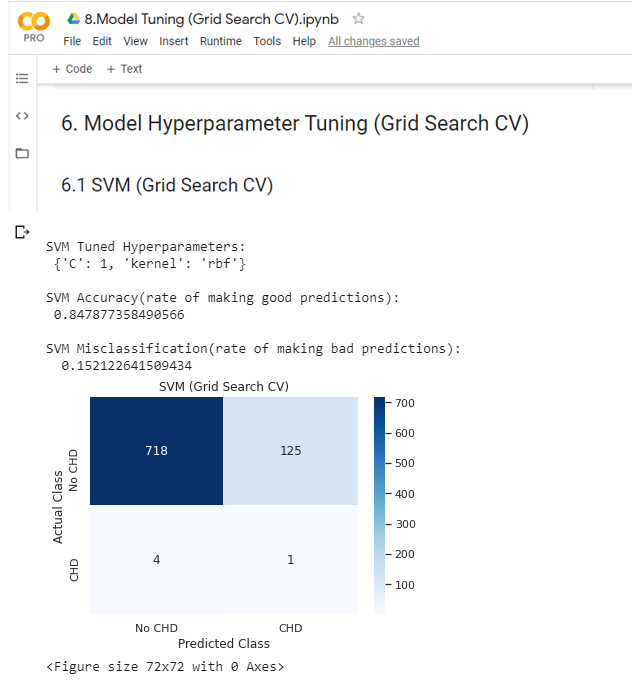 CO
PRO
8.Model Tuning (Grid Search CV).ipynb
File Edit View Insert Runtime Tools Help All changes saved
+ Code + Text
6. Model Hyperparameter Tuning (Grid Search CV)
6.1 SVM (Grid Search CV)
SVM Tuned Hyperparameters:
{'C': 1, 'kernel': 'rbf'}
SVM Accuracy(rate of making good predictions):
0.847877358490566
SVM Misclassification(rate of making bad predictions):
0.152122641509434
SVM (Grid Search CV)
Actual Class
No CHD
CHD
718 125
4 1
No CHD CHD
Predicted Class
700
600
500
400
300
200
100
<Figure size 72x72 with 0 Axes>